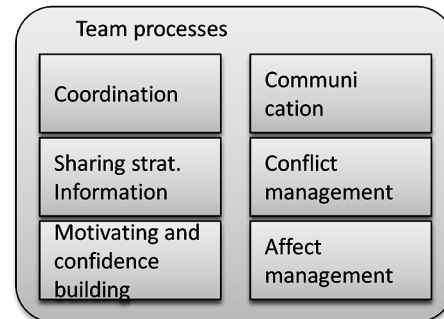 Team processes
Coordination
Communi
cation
Sharing strat.
Information
Conflict
management
Motivating and
confidence
building
Affect
management